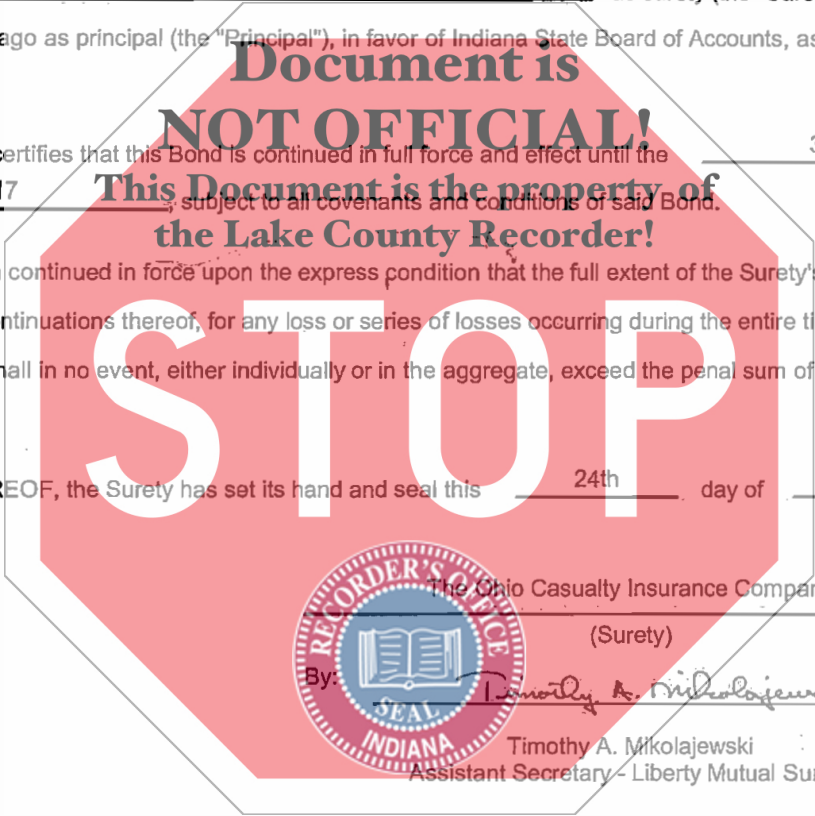 ago as principal (the "Principal"), in favor of Indiana State Board of Accounts, as
Document is
NOT OFFICIAL!
ertifies that this Bond is continued in full force and effect until the
This Document is the property of
7
, subject to all covenants and conditions of said Bond.
the Lake County Recorder!
continued in force upon the express condition that the full extent of the Surety's
ntinuations thereof, for any loss or series of losses occurring during the entire ti
hall in no event, either individually or in the aggregate, exceed the penal sum of
STOP
REOF, the Surety has set its hand and seal this 24th day of
RECORDER'S OFFICE
The Ohio Casualty Insurance Compan
(Surety)
By: Timothy A. Mikolajew
SEAL
INDIANA
Timothy A. Mikolajewski
Assistant Secretary - Liberty Mutual Sur